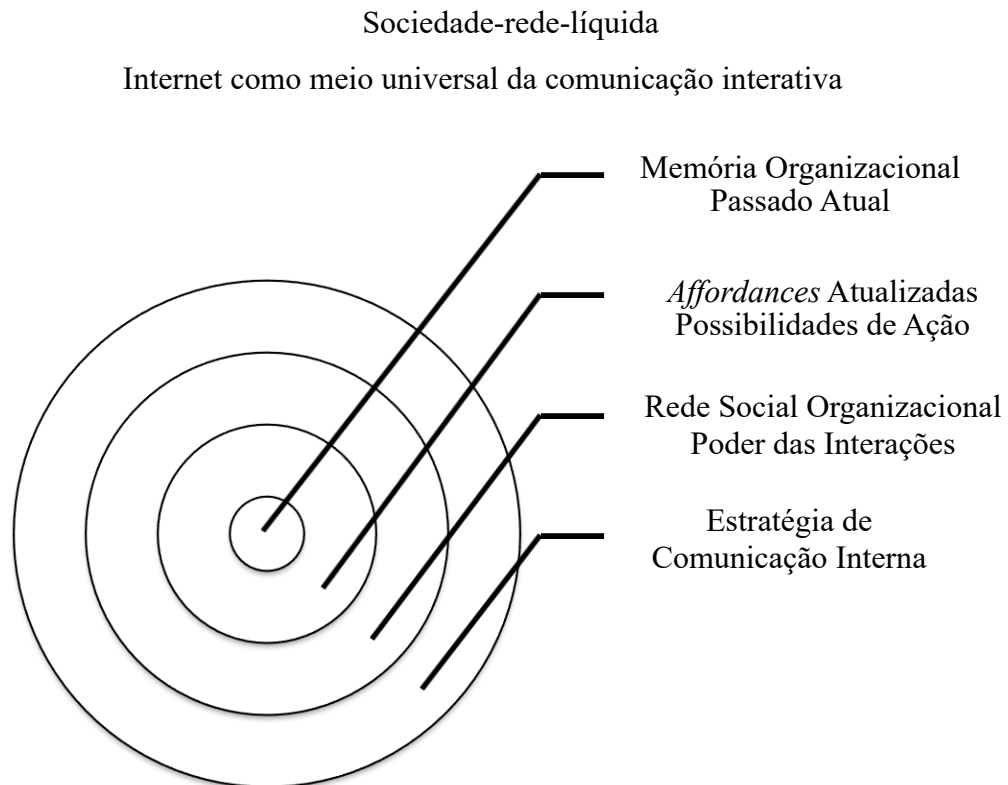 Sociedade-rede-líquida
Internet como meio universal da comunicação interativa
Memória Organizacional
Passado Atual
Affordances Atualizadas
Possibilidades de Ação
Rede Social Organizacional
Poder das Interações
Estratégia de
Comunicação Interna